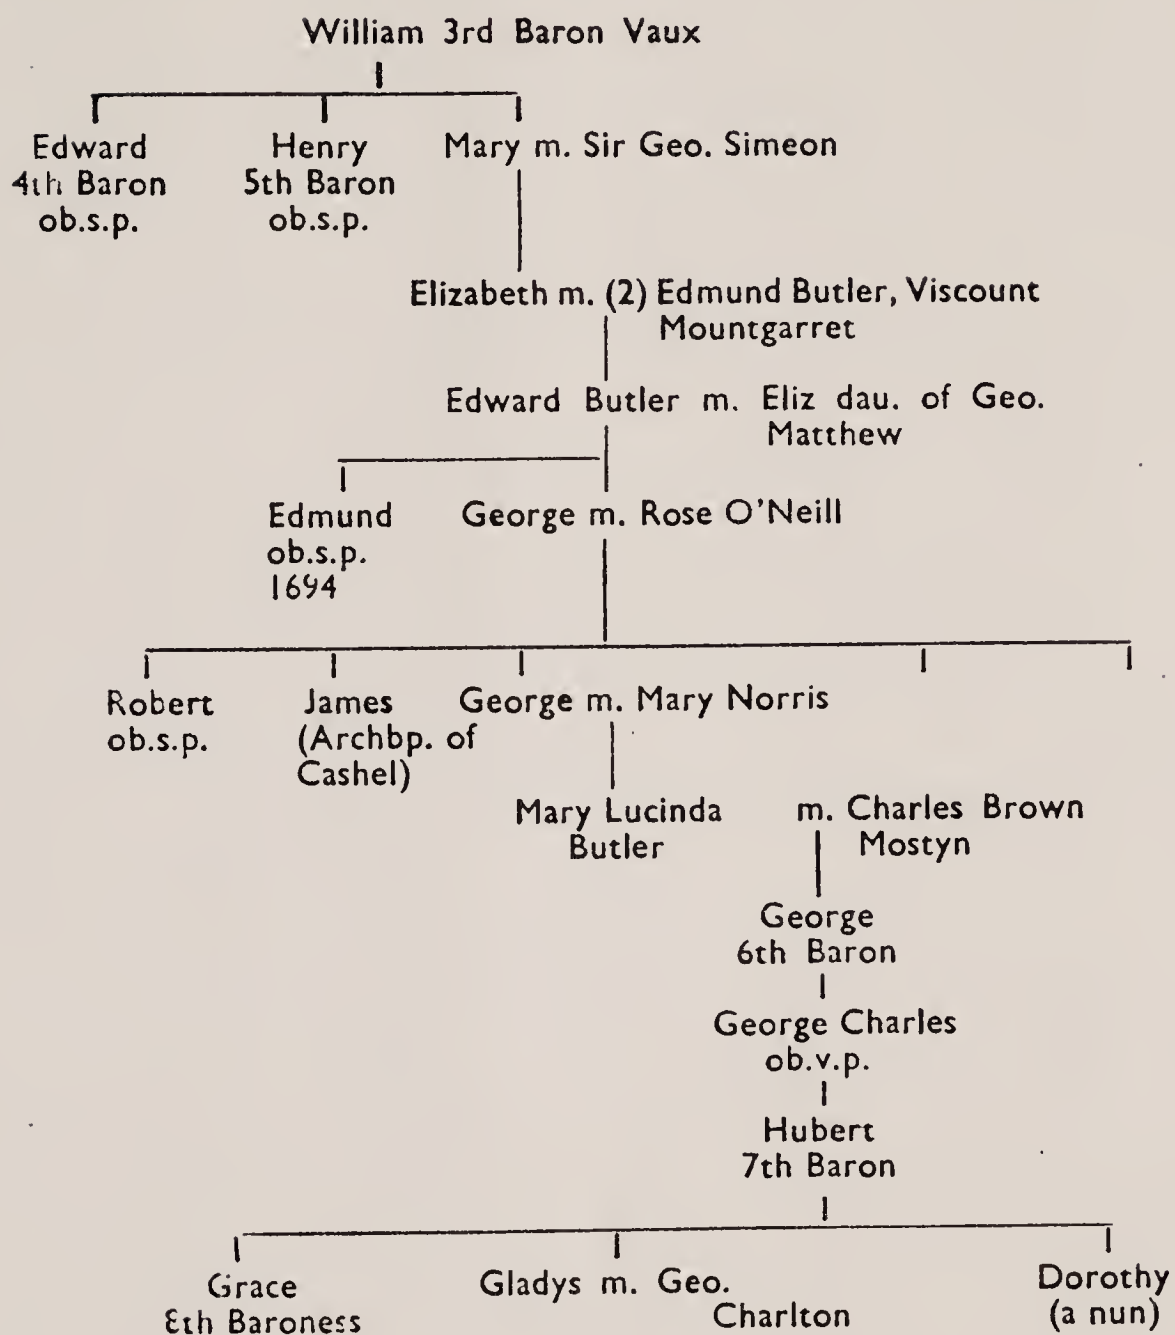 William 3rd Baron Vaux
Edward Henry Mary m. Sir Geo. Simeon
4th Baron 5th Baron
ob.s.p. ob.s.p.
Elizabeth m. (2) Edmund Butler, Viscount
Mountgarret
Edward Butler m. Eliz dau. of Geo.
Matthew
Edmund George m. Rose O'Neill
ob.s.p.
1694
Robert James George m. Mary Norris
ob.s.p. (Archbp. of
Cashel)
Mary Lucinda m. Charles Brown
Butler Mostyn
George
6th Baron
George Charles
ob.v.p.
Hubert
7th Baron
Grace Gladys m. Geo. Dorothy
8th Baroness Charlton (a nun)